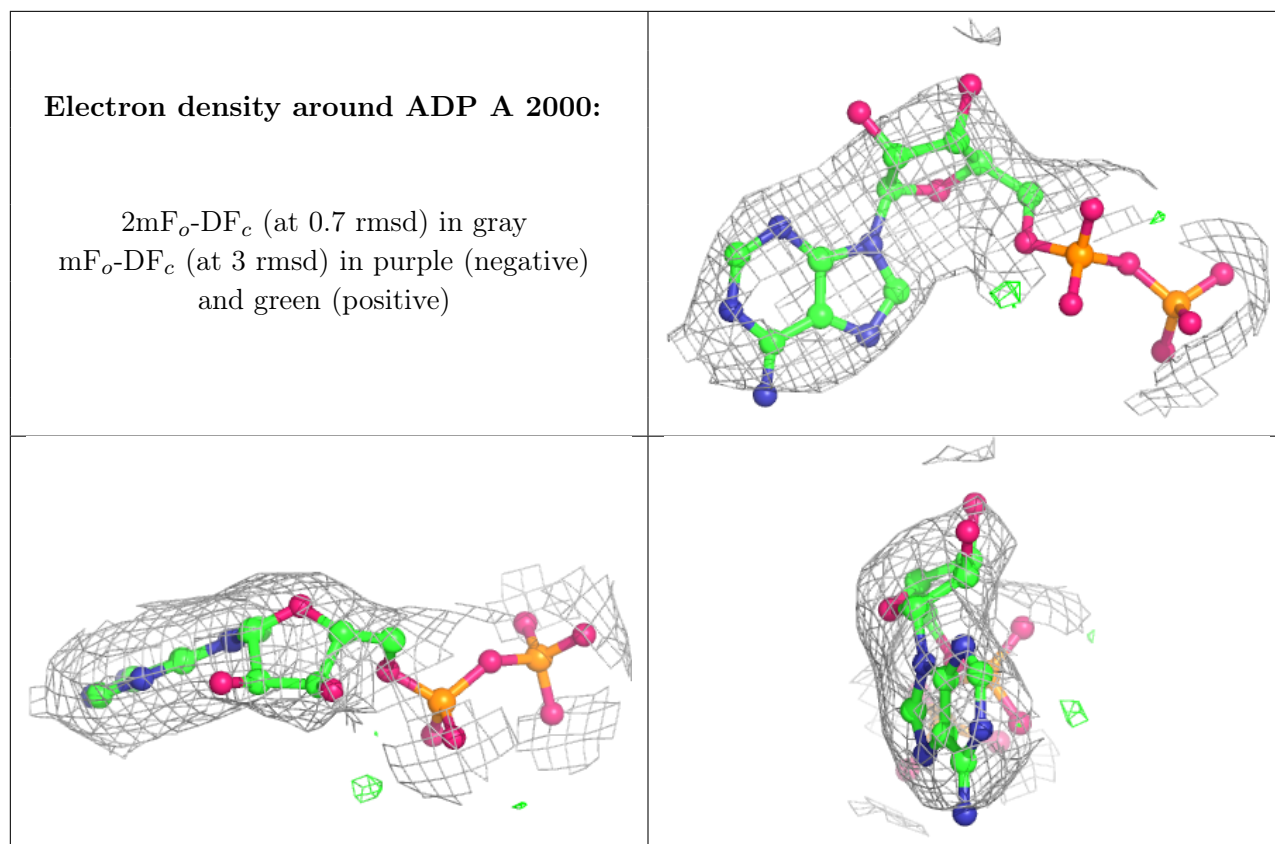 Electron density around ADP A 2000:
2mFo-DFc (at 0.7 rmsd) in gray
mFo-DFc (at 3 rmsd) in purple (negative)
and green (positive)